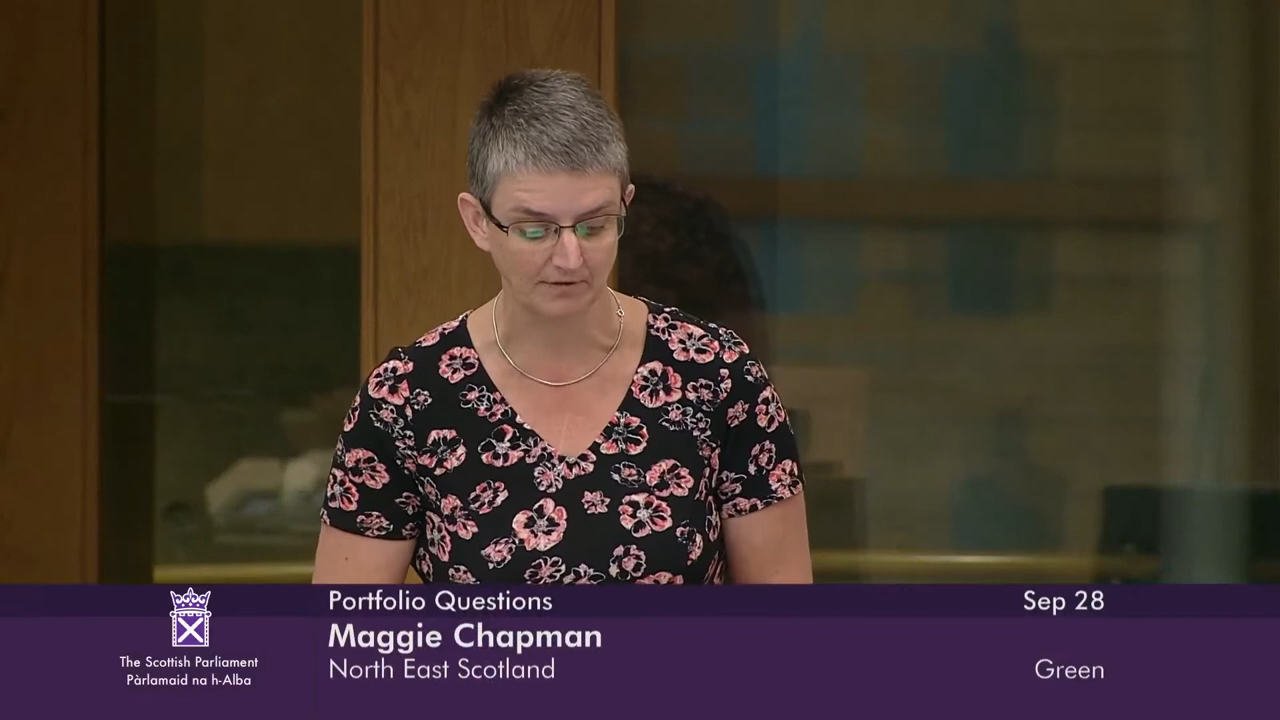 Portfolio Questions
Sep 28
Maggie Chapman
North East Scotland
Green
The Scottish Parliament
Pàrlamaid na h-Alba